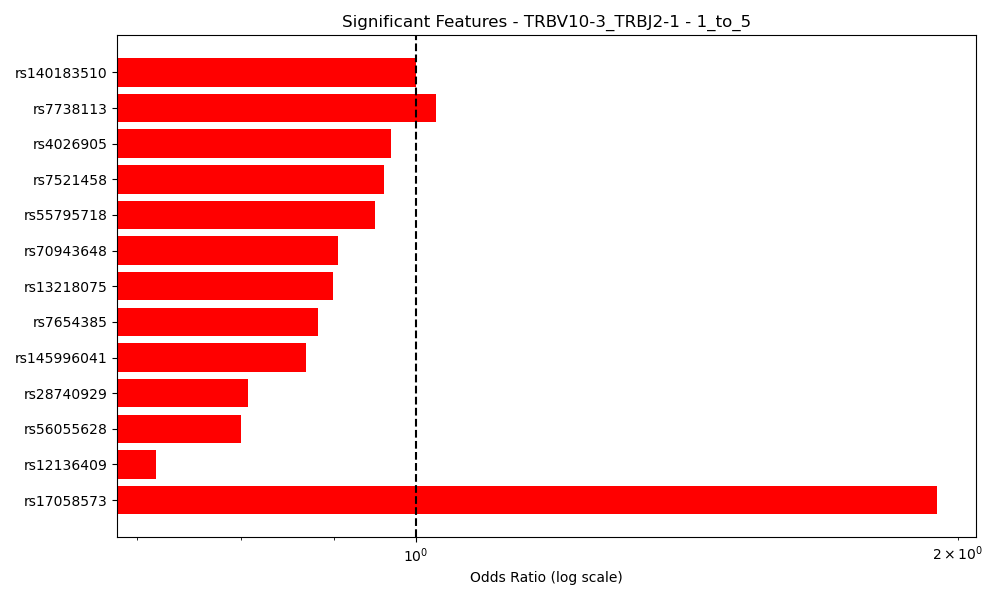 Significant Features - TRBV10-3_TRBJ2-1 - 1_to_5
rs140183510
rs7738113
rs4026905
rs7521458
rs55795718
rs70943648
rs13218075
rs7654385
rs145996041
rs28740929
rs56055628
rs12136409
rs17058573
10⁰ 2 × 10⁰
Odds Ratio (log scale)